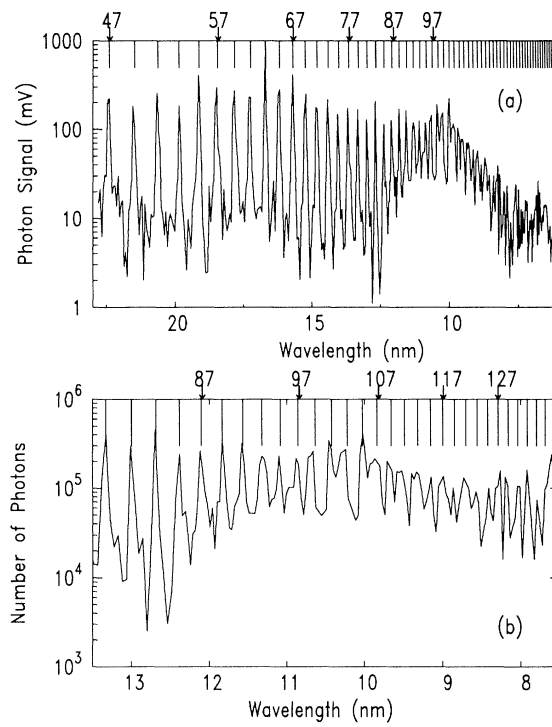 47 57 67 77 87 97
1000
100
10
1
Photon Signal (mV)
(a)
20 15 10
Wavelength (nm)
87 97 107 117 127
10^6
10^5
10^4
10^3
Number of Photons
(b)
13 12 11 10 9 8
Wavelength (nm)